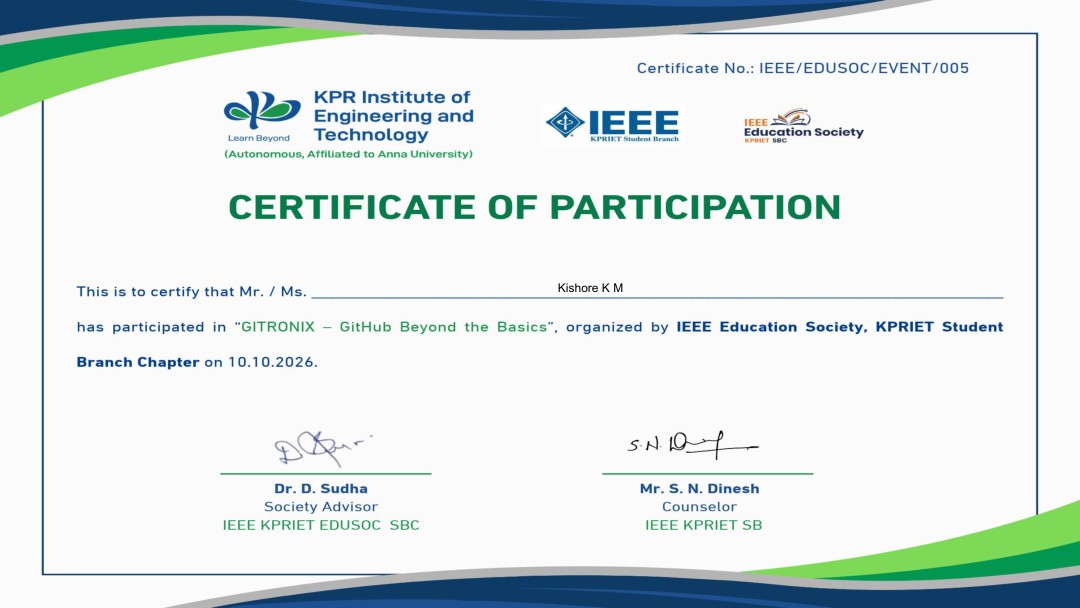 Certificate No.: IEEE/EDUSOC/EVENT/005
KPR Institute of
Engineering and
Technology
Learn Beyond
(Autonomous, Affiliated to Anna University)
IEEE
KPRIET Student Branch
IEEE
Education Society
KPRIET SBC
CERTIFICATE OF PARTICIPATION
This is to certify that Mr. / Ms. Kishore K M
has participated in “GITRONIX – GitHub Beyond the Basics”, organized by IEEE Education Society, KPRIET Student
Branch Chapter on 10.10.2026.
S.N. Dinesh
Dr. D. Sudha
Society Advisor
IEEE KPRIET EDUSOC SBC
Mr. S. N. Dinesh
Counselor
IEEE KPRIET SB